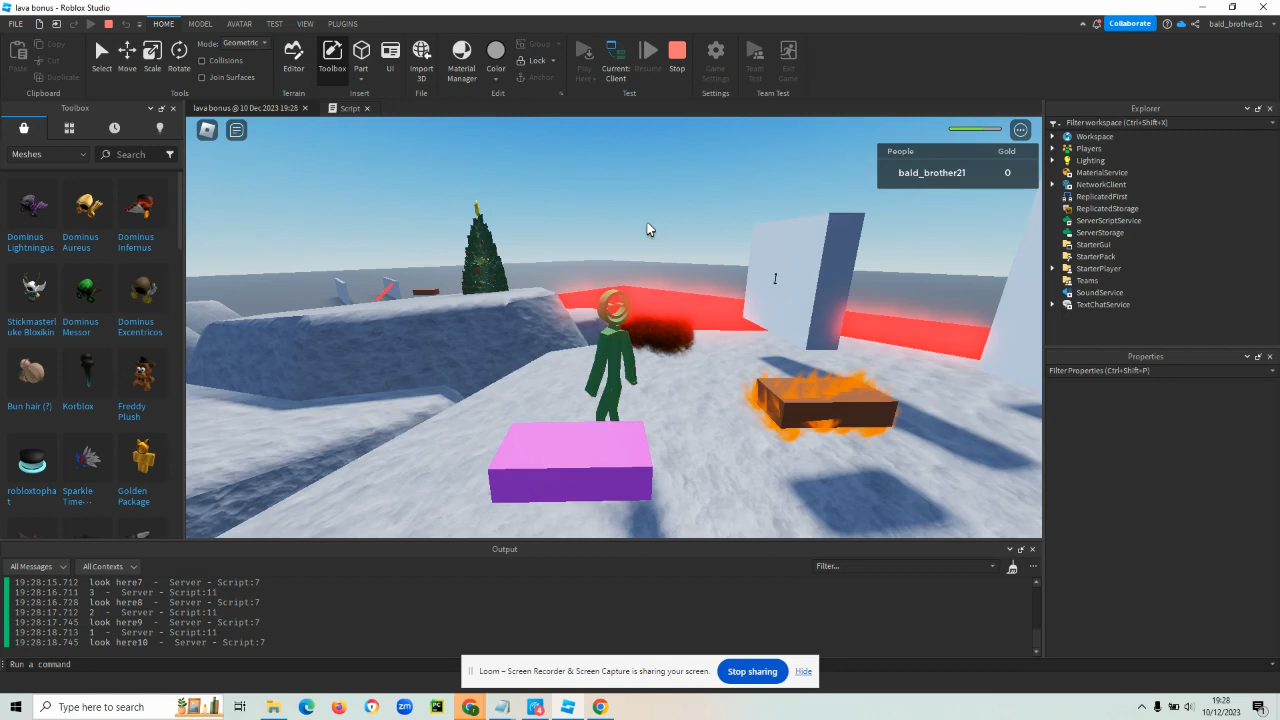 lava bonus - Roblox Studio
FILE HOME MODEL AVATAR TEST VIEW PLUGINS Collaborate bald_brother21
Paste Copy Cut Duplicate
Select Move Scale Rotate
Mode: Geometric
Collisions
Join Surfaces
Editor Toolbox Part UI Import 3D Material Manager Color
Group
Lock
Anchor
Play Here Current: Client Resume Stop Game Settings Team Test Exit Game
Clipboard Tools Terrain Insert File Edit Test Settings Team Test
Toolbox
lava bonus @ 10 Dec 2023 19:28 Script
Meshes Search
Dominus Lightningus
Dominus Aureus
Dominus Infernus
Stickmasterluke Bloxikin
Dominus Messor
Dominus Excentricos
Bun hair (?)
Korblox
Freddy Plush
robloxtophat
Sparkle Time...
Golden Package
People Gold
bald_brother21 0
1
Explorer
Filter workspace (Ctrl+Shift+X)
Workspace
Players
Lighting
MaterialService
NetworkClient
ReplicatedFirst
ReplicatedStorage
ServerScriptService
ServerStorage
StarterGui
StarterPack
StarterPlayer
Teams
SoundService
TextChatService
Properties
Filter Properties (Ctrl+Shift+P)
Output
All Messages All Contexts Filter...
19:28:15.712 look here7 - Server - Script:7
19:28:16.711 3 - Server - Script:11
19:28:16.728 look here8 - Server - Script:7
19:28:17.712 2 - Server - Script:11
19:28:17.745 look here9 - Server - Script:7
19:28:18.713 1 - Server - Script:11
19:28:18.745 look here10 - Server - Script:7
Run a command
Loom – Screen Recorder & Screen Capture is sharing your screen. Stop sharing Hide
Type here to search
zm
PC
4
19:28
10/12/2023